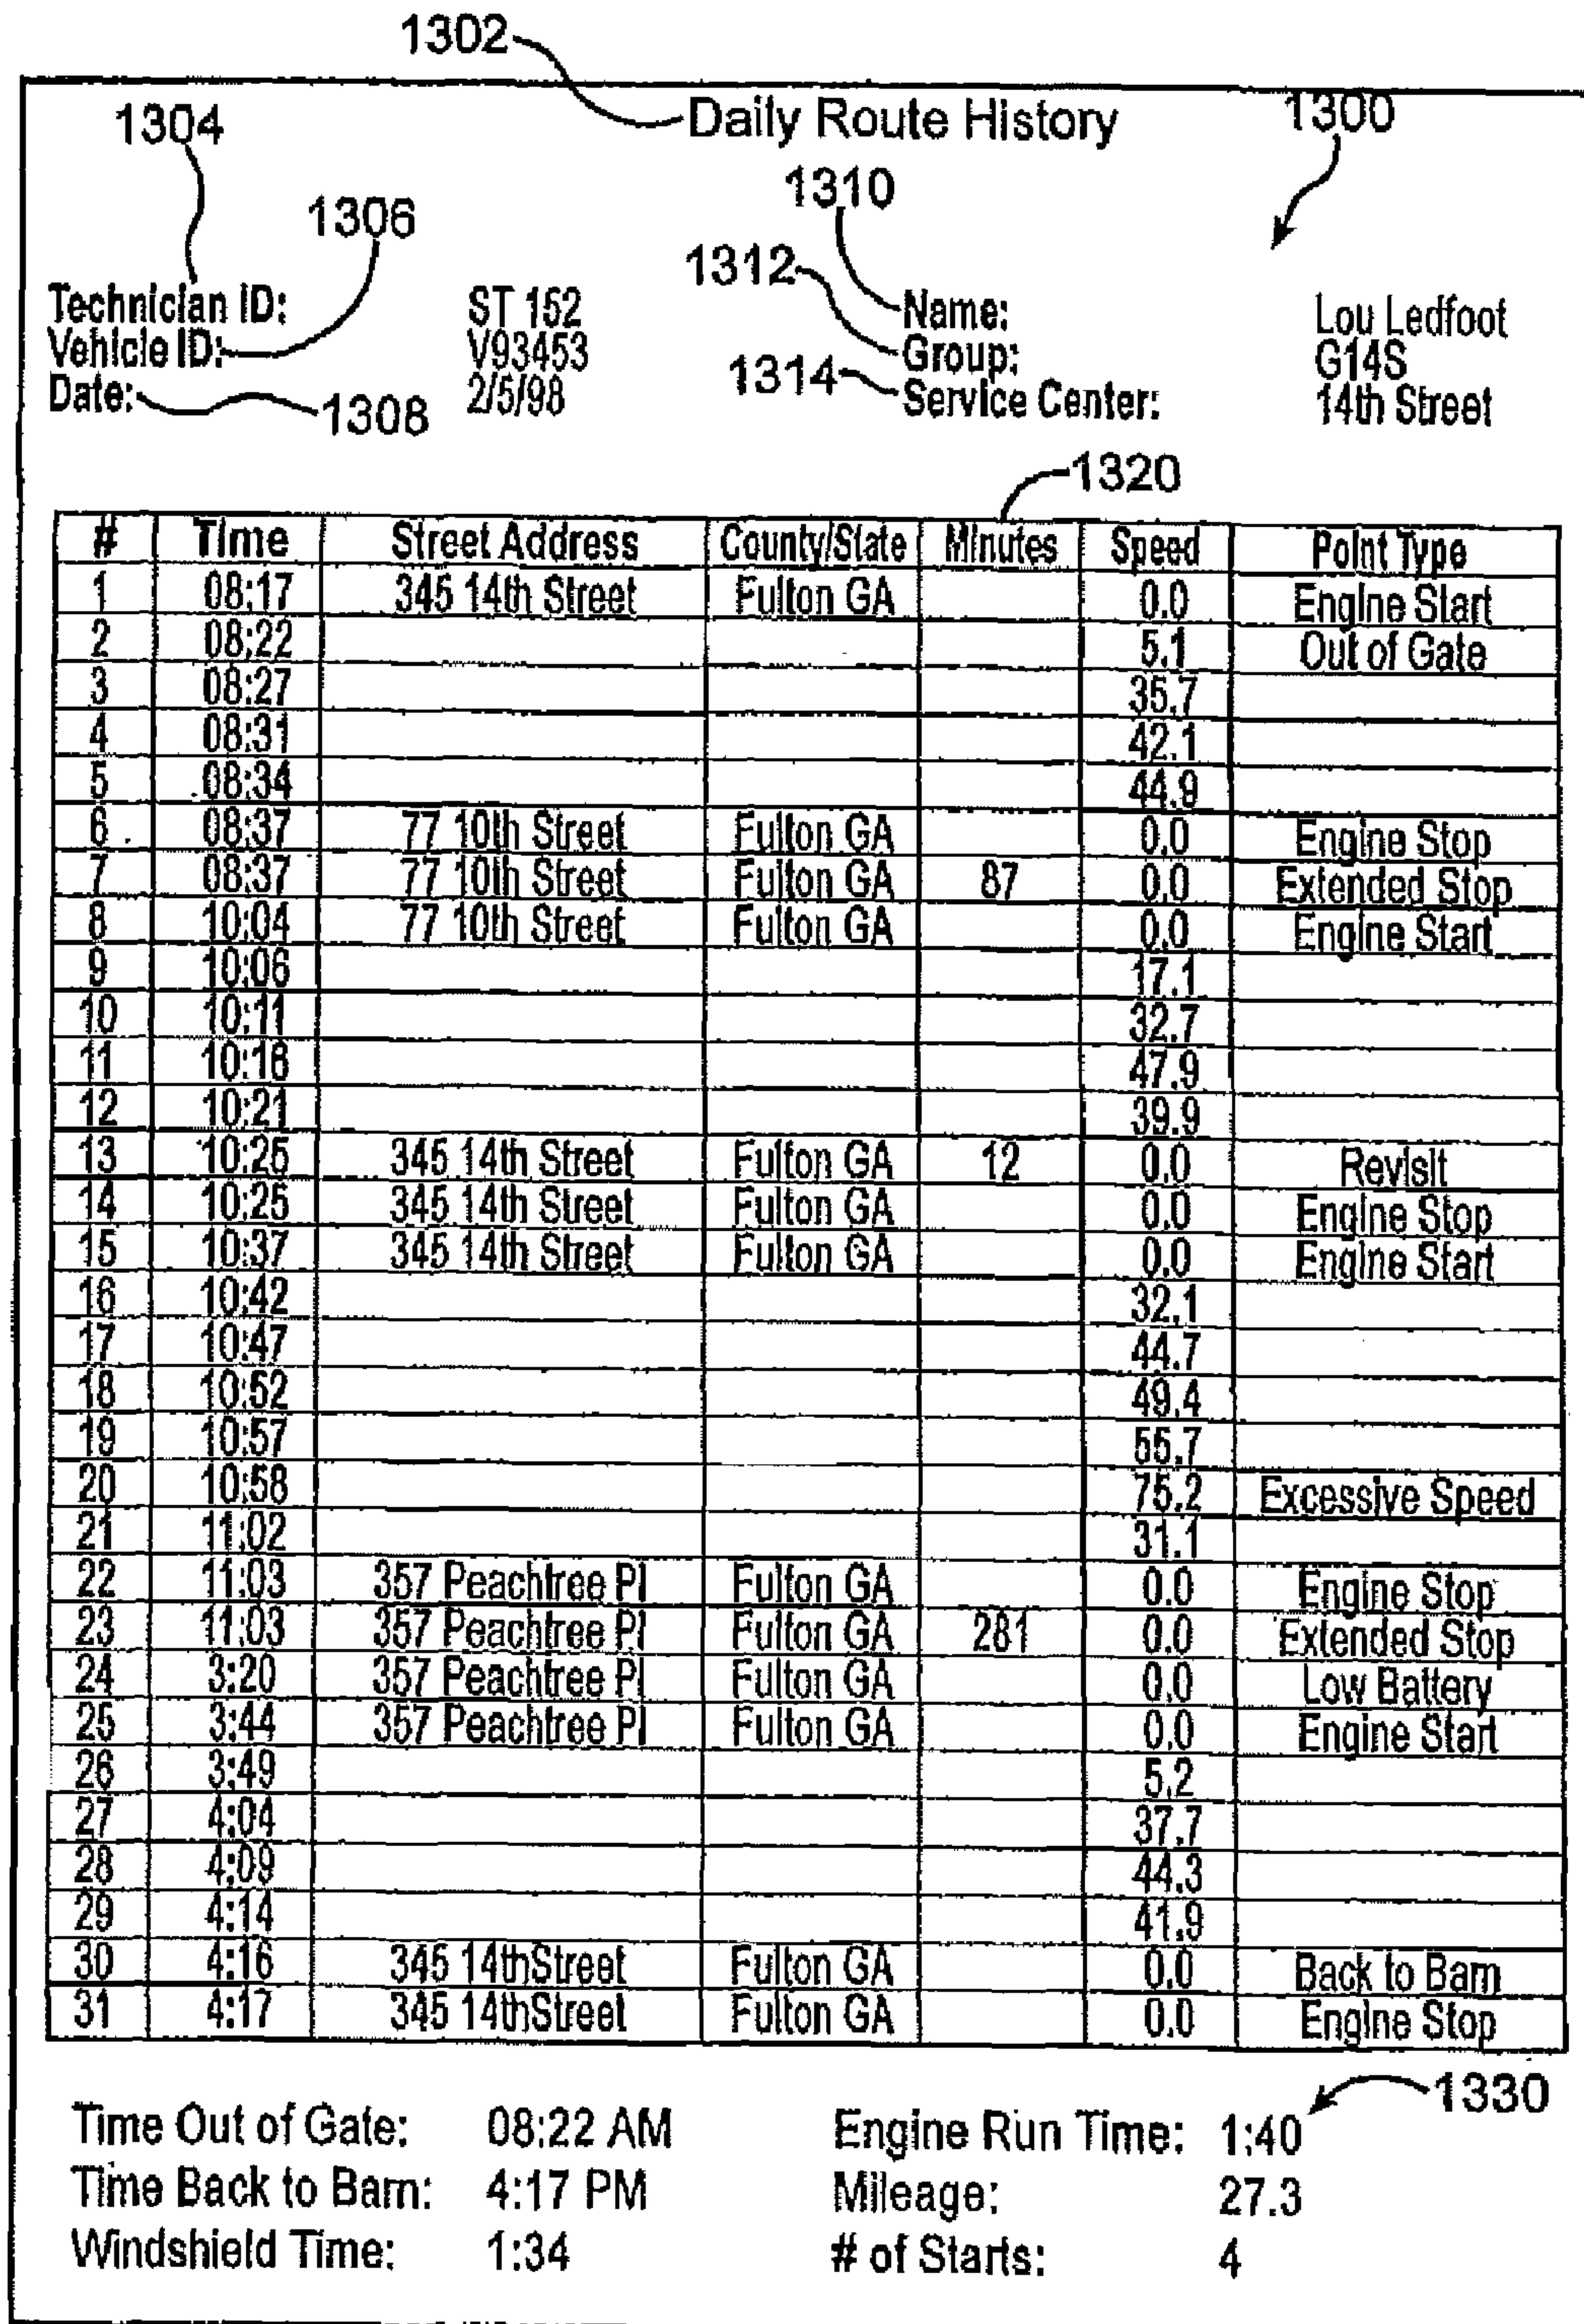 1302
Daily Route History
1304
1300
1310
1306
1312
Technician ID: ST 152 Name: Lou Ledfoot
Vehicle ID: V93453 Group: G14S
1314
Date: 2/5/98 Service Center: 14th Street
1308
1320
# Time Street Address County/State Minutes Speed Point Type
1 08:17 345 14th Street Fulton GA 0.0 Engine Start
2 08:22 5.1 Out of Gate
3 08:27 35.7
4 08:31 42.1
5 08:34 44.9
6 08:37 77 10th Street Fulton GA 0.0 Engine Stop
7 08:37 77 10th Street Fulton GA 87 0.0 Extended Stop
8 10:04 77 10th Street Fulton GA 0.0 Engine Start
9 10:06 17.1
10 10:11 32.7
11 10:16 47.9
12 10:21 39.9
13 10:25 345 14th Street Fulton GA 12 0.0 Revisit
14 10:25 345 14th Street Fulton GA 0.0 Engine Stop
15 10:37 345 14th Street Fulton GA 0.0 Engine Start
16 10:42 32.1
17 10:47 44.7
18 10:52 49.4
19 10:57 55.7
20 10:58 75.2 Excessive Speed
21 11:02 31.1
22 11:03 357 Peachtree Pl Fulton GA 0.0 Engine Stop
23 11:03 357 Peachtree Pl Fulton GA 281 0.0 Extended Stop
24 3:20 357 Peachtree Pl Fulton GA 0.0 Low Battery
25 3:44 357 Peachtree Pl Fulton GA 0.0 Engine Start
26 3:49 5.2
27 4:04 37.7
28 4:09 44.3
29 4:14 41.9
30 4:16 345 14thStreet Fulton GA 0.0 Back to Barn
31 4:17 345 14thStreet Fulton GA 0.0 Engine Stop
1330
Time Out of Gate: 08:22 AM Engine Run Time: 1:40
Time Back to Barn: 4:17 PM Mileage: 27.3
Windshield Time: 1:34 # of Starts: 4